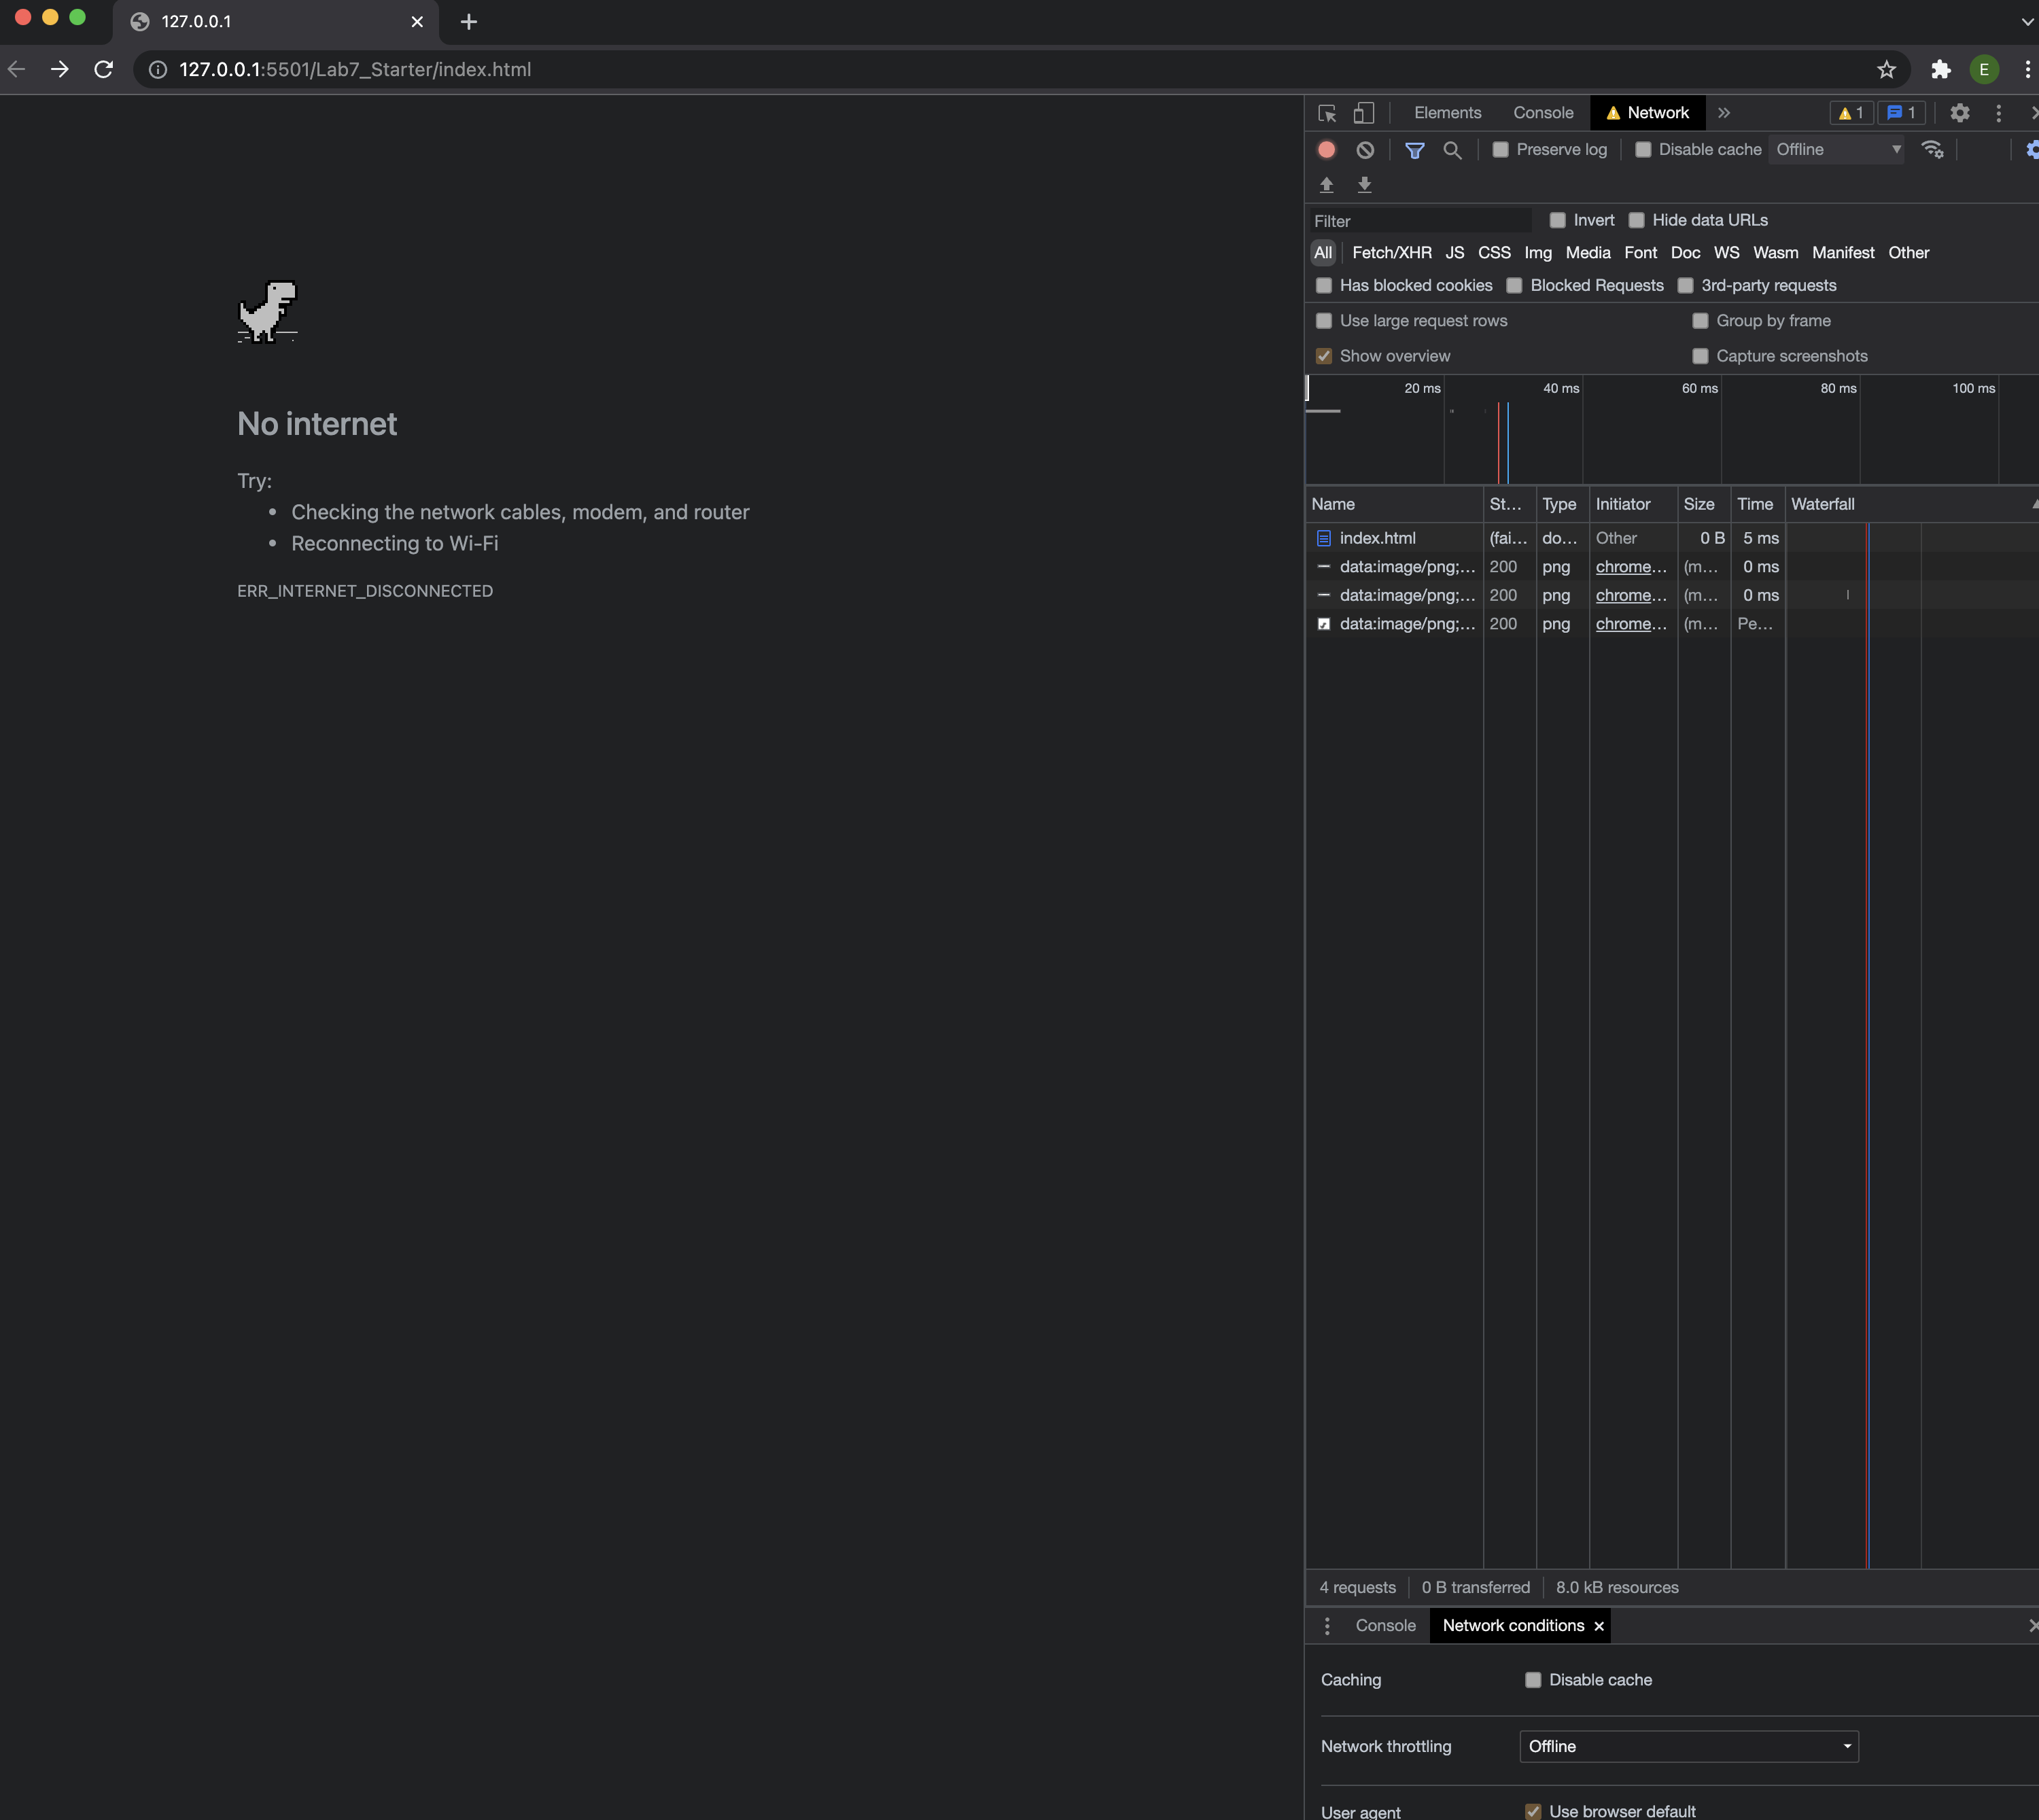 127.0.0.1
127.0.0.1:5501/Lab7_Starter/index.html
E
Elements Console Network 1 1
Preserve log Disable cache Offline
Filter Invert Hide data URLs
All Fetch/XHR JS CSS Img Media Font Doc WS Wasm Manifest Other
Has blocked cookies Blocked Requests 3rd-party requests
Use large request rows Group by frame
Show overview Capture screenshots
20 ms 40 ms 60 ms 80 ms 100 ms
No internet
Try:
• Checking the network cables, modem, and router
• Reconnecting to Wi-Fi
ERR_INTERNET_DISCONNECTED
Name St... Type Initiator Size Time Waterfall
index.html (fai... do... Other 0 B 5 ms
data:image/png;... 200 png chrome... (m... 0 ms
data:image/png;... 200 png chrome... (m... 0 ms
data:image/png;... 200 png chrome... (m... Pe...
4 requests 0 B transferred 8.0 kB resources
Console Network conditions
Caching Disable cache
Network throttling Offline
User agent Use browser default